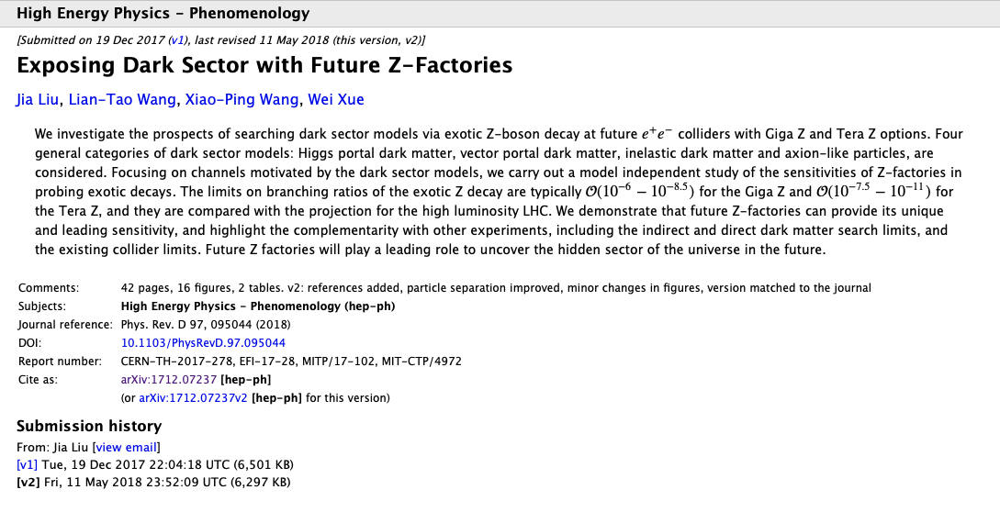 High Energy Physics - Phenomenology
[Submitted on 19 Dec 2017 (v1), last revised 11 May 2018 (this version, v2)]
Exposing Dark Sector with Future Z-Factories
Jia Liu, Lian-Tao Wang, Xiao-Ping Wang, Wei Xue
We investigate the prospects of searching dark sector models via exotic Z-boson decay at future e⁺e⁻ colliders with Giga Z and Tera Z options. Four
general categories of dark sector models: Higgs portal dark matter, vector portal dark matter, inelastic dark matter and axion-like particles, are
considered. Focusing on channels motivated by the dark sector models, we carry out a model independent study of the sensitivities of Z-factories in
probing exotic decays. The limits on branching ratios of the exotic Z decay are typically 𝒪(10⁻⁶ − 10⁻⁸·⁵) for the Giga Z and 𝒪(10⁻⁷·⁵ − 10⁻¹¹) for
the Tera Z, and they are compared with the projection for the high luminosity LHC. We demonstrate that future Z-factories can provide its unique
and leading sensitivity, and highlight the complementarity with other experiments, including the indirect and direct dark matter search limits, and
the existing collider limits. Future Z factories will play a leading role to uncover the hidden sector of the universe in the future.
Comments: 42 pages, 16 figures, 2 tables. v2: references added, particle separation improved, minor changes in figures, version matched to the journal
Subjects: High Energy Physics - Phenomenology (hep-ph)
Journal reference: Phys. Rev. D 97, 095044 (2018)
DOI: 10.1103/PhysRevD.97.095044
Report number: CERN-TH-2017-278, EFI-17-28, MITP/17-102, MIT-CTP/4972
Cite as: arXiv:1712.07237 [hep-ph]
(or arXiv:1712.07237v2 [hep-ph] for this version)
Submission history
From: Jia Liu [view email]
[v1] Tue, 19 Dec 2017 22:04:18 UTC (6,501 KB)
[v2] Fri, 11 May 2018 23:52:09 UTC (6,297 KB)